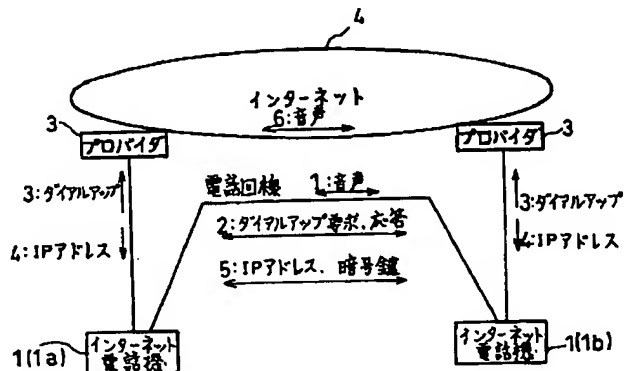 4
インターネット
6:音声
3
プロバイダ
プロバイダ
3
3:ダイアルアップ
4:IPアドレス
電話回線 1:音声
2:ダイアルアップ要求、応答
5:IPアドレス、暗号鍵
3:ダイアルアップ
4:IPアドレス
1(1a)
インターネット
電話機
インターネット
電話機
1(1b)